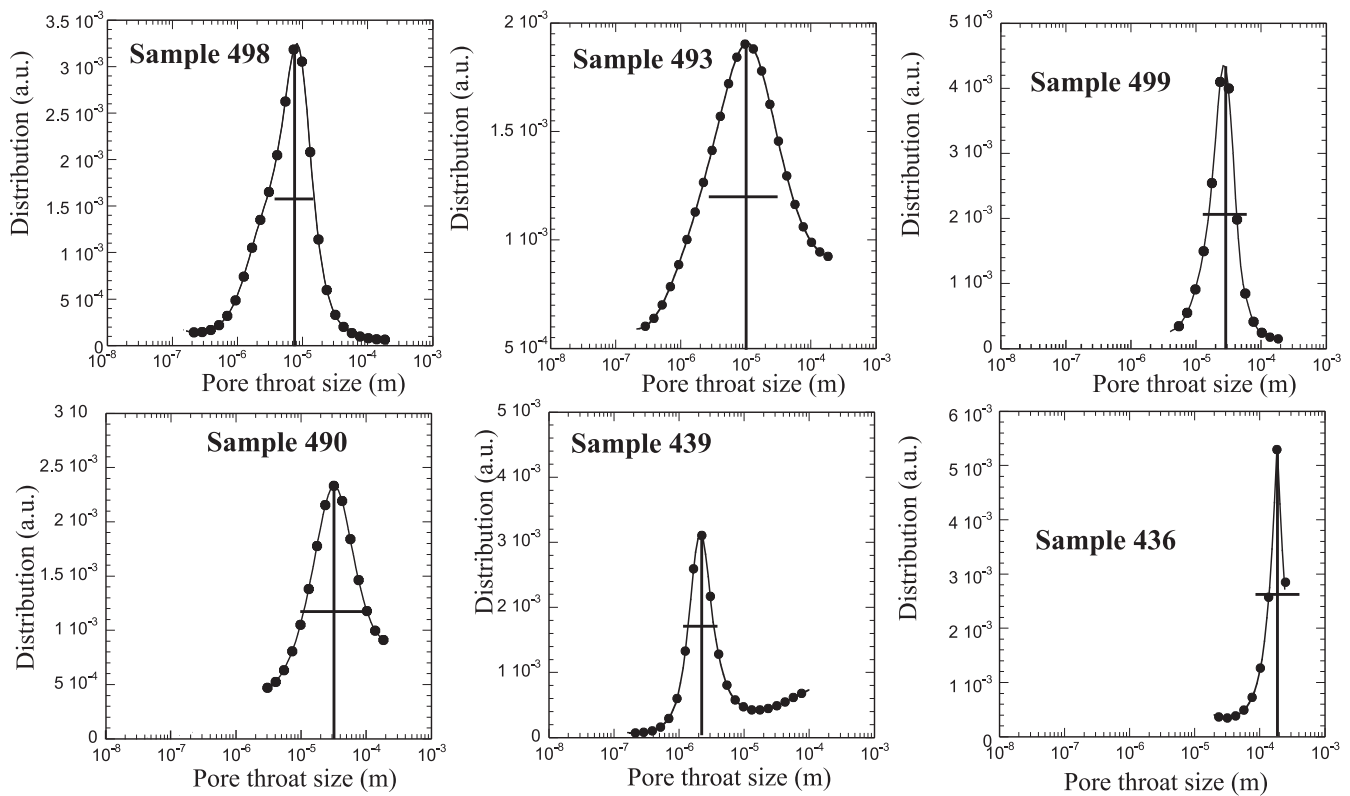 Sample 498
Distribution (a.u.)
3.5 10⁻³
3 10⁻³
2.5 10⁻³
2 10⁻³
1.5 10⁻³
1 10⁻³
5 10⁻⁴
0
10⁻⁸ 10⁻⁷ 10⁻⁶ 10⁻⁵ 10⁻⁴ 10⁻³
Pore throat size (m)
Sample 493
Distribution (a.u.)
2 10⁻³
1.5 10⁻³
1 10⁻³
5 10⁻⁴
10⁻⁸ 10⁻⁷ 10⁻⁶ 10⁻⁵ 10⁻⁴ 10⁻³
Pore throat size (m)
Sample 499
Distribution (a.u.)
5 10⁻³
4 10⁻³
3 10⁻³
2 10⁻³
1 10⁻³
0
10⁻⁸ 10⁻⁷ 10⁻⁶ 10⁻⁵ 10⁻⁴ 10⁻³
Pore throat size (m)
Sample 490
Distribution (a.u.)
3 10
2.5 10⁻³
2 10⁻³
1.5 10⁻³
1 10⁻³
5 10⁻⁴
0
10⁻⁸ 10⁻⁷ 10⁻⁶ 10⁻⁵ 10⁻⁴ 10⁻³
Pore throat size (m)
Sample 439
Distribution (a.u.)
5 10⁻³
4 10⁻³
3 10⁻³
2 10⁻³
1 10⁻³
0
10⁻⁸ 10⁻⁷ 10⁻⁶ 10⁻⁵ 10⁻⁴ 10⁻³
Pore throat size (m)
Sample 436
Distribution (a.u.)
6 10⁻³
5 10⁻³
4 10⁻³
3 10⁻³
2 10⁻³
1 10⁻³
0
10⁻⁸ 10⁻⁷ 10⁻⁶ 10⁻⁵ 10⁻⁴ 10⁻³
Pore throat size (m)